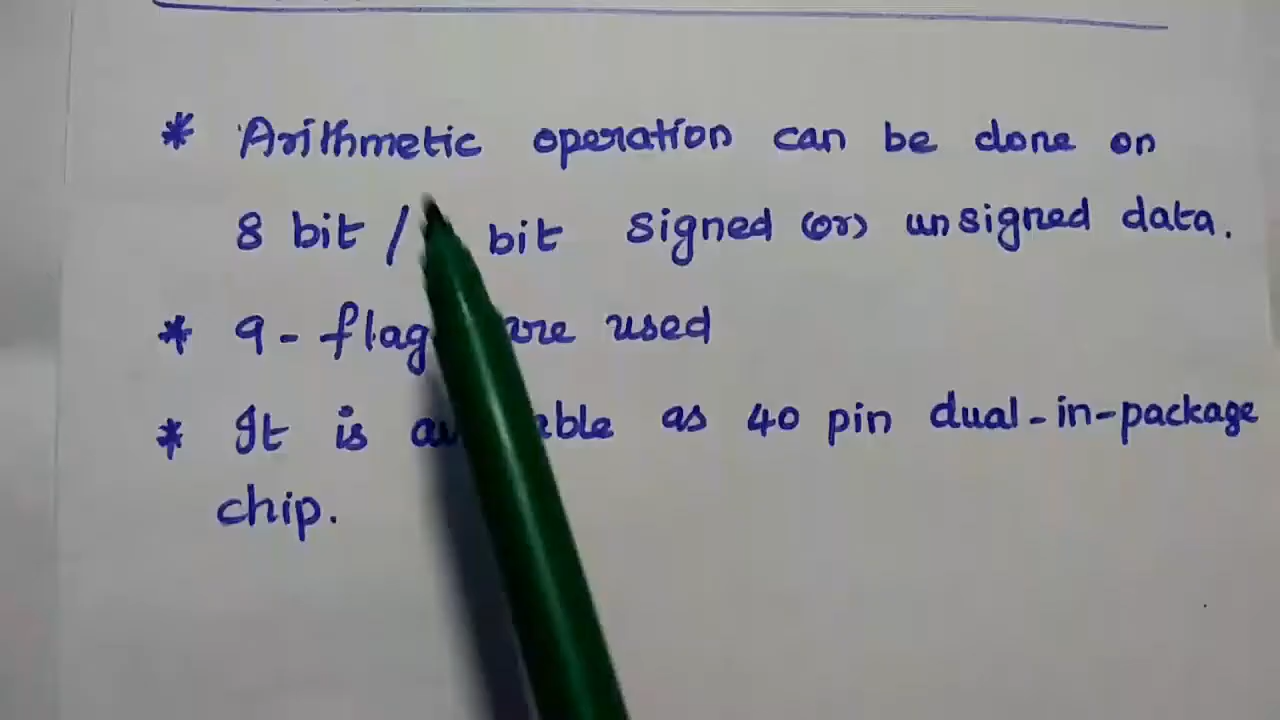 * Arithmetic operation can be done on
8 bit / bit signed (or) unsigned data.
* 9 - flag are used
* It is as 40 pin dual-in-package
chip.